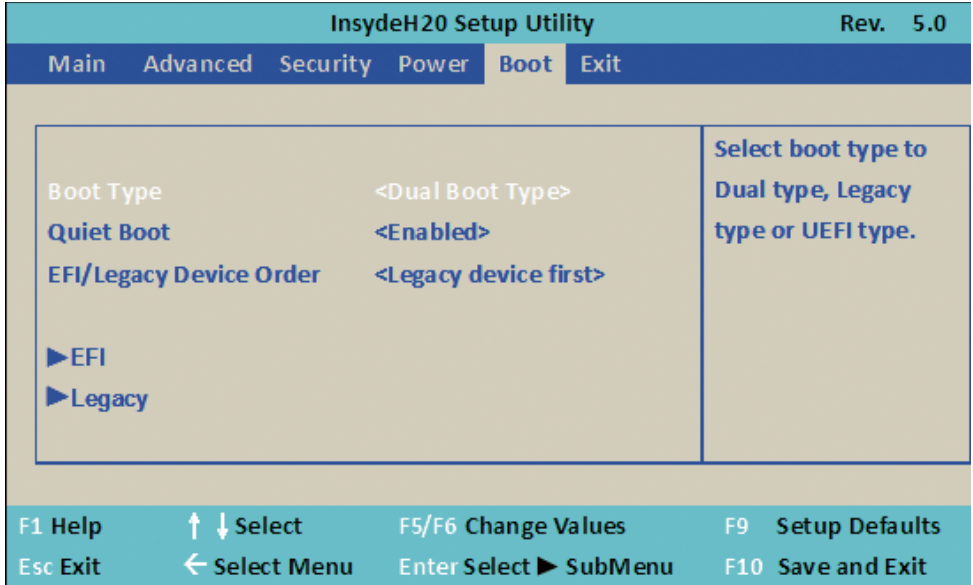 InsydeH20 Setup Utility Rev. 5.0
Main Advanced Security Power Boot Exit
Boot Type <Dual Boot Type>
Quiet Boot <Enabled>
EFI/Legacy Device Order <Legacy device first>
▶EFI
▶Legacy
Select boot type to
Dual type, Legacy
type or UEFI type.
F1 Help ↑ ↓ Select F5/F6 Change Values F9 Setup Defaults
Esc Exit ← Select Menu Enter Select ▶ SubMenu F10 Save and Exit